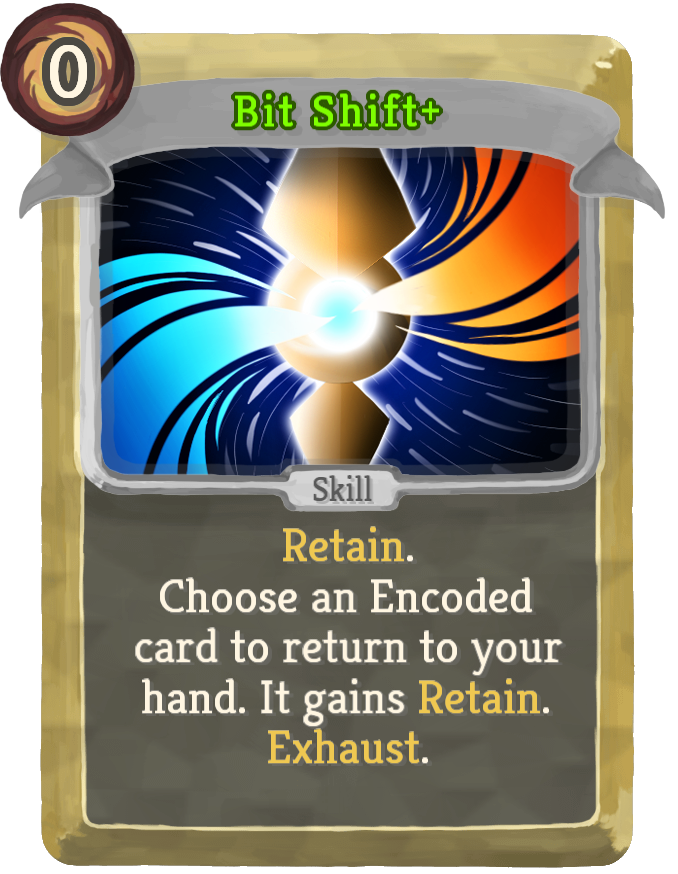 0
Bit Shift+
Skill
Retain.
Choose an Encoded
card to return to your
hand. It gains Retain.
Exhaust.